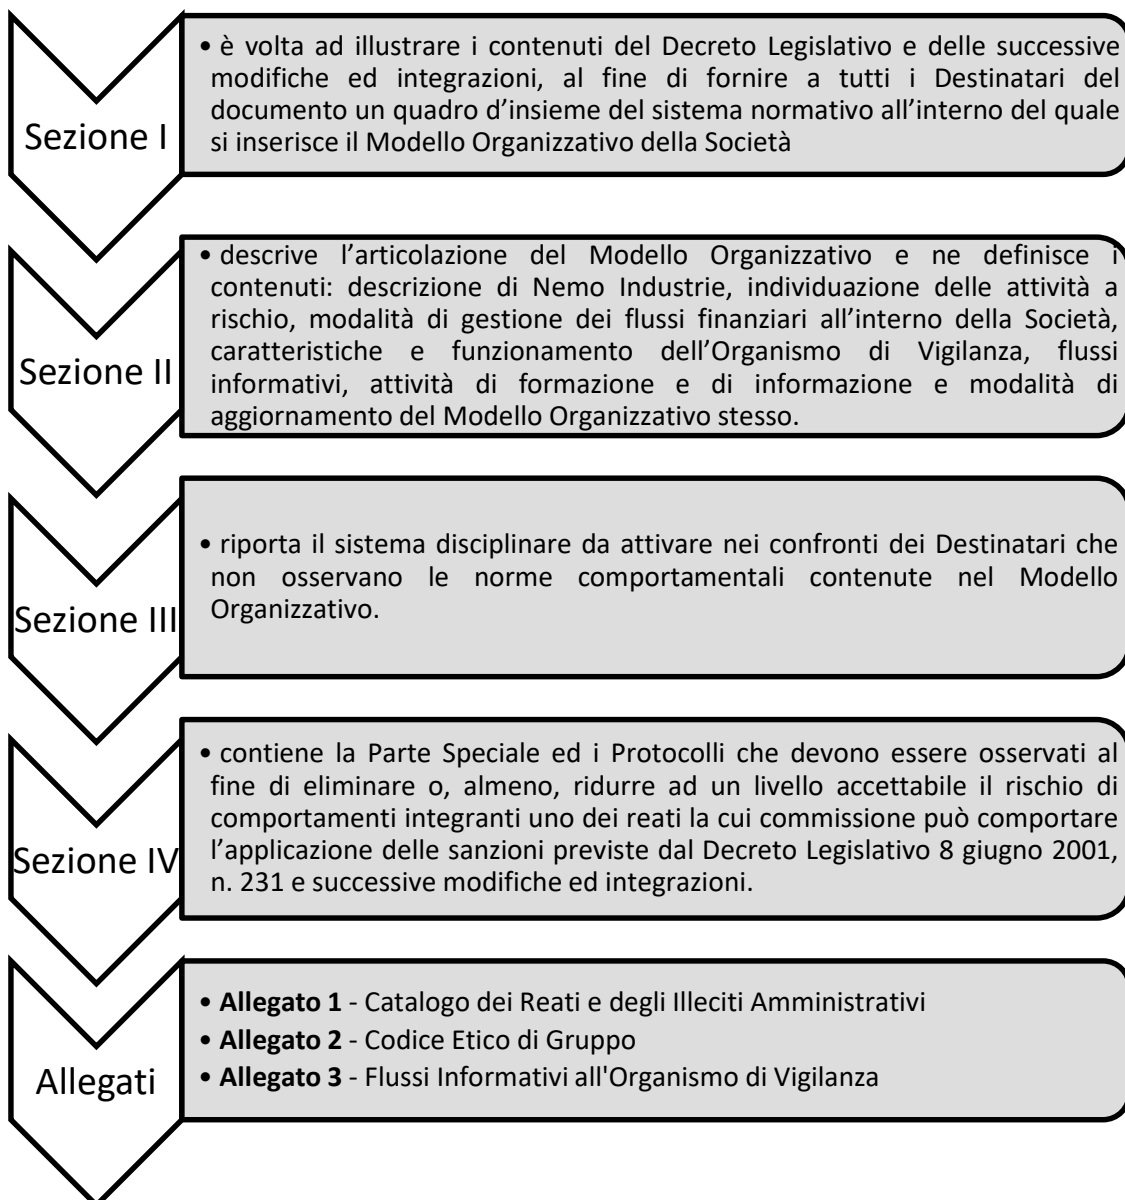 Sezione I
• è volta ad illustrare i contenuti del Decreto Legislativo e delle successive
modifiche ed integrazioni, al fine di fornire a tutti i Destinatari del
documento un quadro d’insieme del sistema normativo all’interno del quale
si inserisce il Modello Organizzativo della Società
Sezione II
• descrive l’articolazione del Modello Organizzativo e ne definisce i
contenuti: descrizione di Nemo Industrie, individuazione delle attività a
rischio, modalità di gestione dei flussi finanziari all’interno della Società,
caratteristiche e funzionamento dell’Organismo di Vigilanza, flussi
informativi, attività di formazione e di informazione e modalità di
aggiornamento del Modello Organizzativo stesso.
Sezione III
• riporta il sistema disciplinare da attivare nei confronti dei Destinatari che
non osservano le norme comportamentali contenute nel Modello
Organizzativo.
Sezione IV
• contiene la Parte Speciale ed i Protocolli che devono essere osservati al
fine di eliminare o, almeno, ridurre ad un livello accettabile il rischio di
comportamenti integranti uno dei reati la cui commissione può comportare
l’applicazione delle sanzioni previste dal Decreto Legislativo 8 giugno 2001,
n. 231 e successive modifiche ed integrazioni.
Allegati
• Allegato 1 - Catalogo dei Reati e degli Illeciti Amministrativi
• Allegato 2 - Codice Etico di Gruppo
• Allegato 3 - Flussi Informativi all'Organismo di Vigilanza